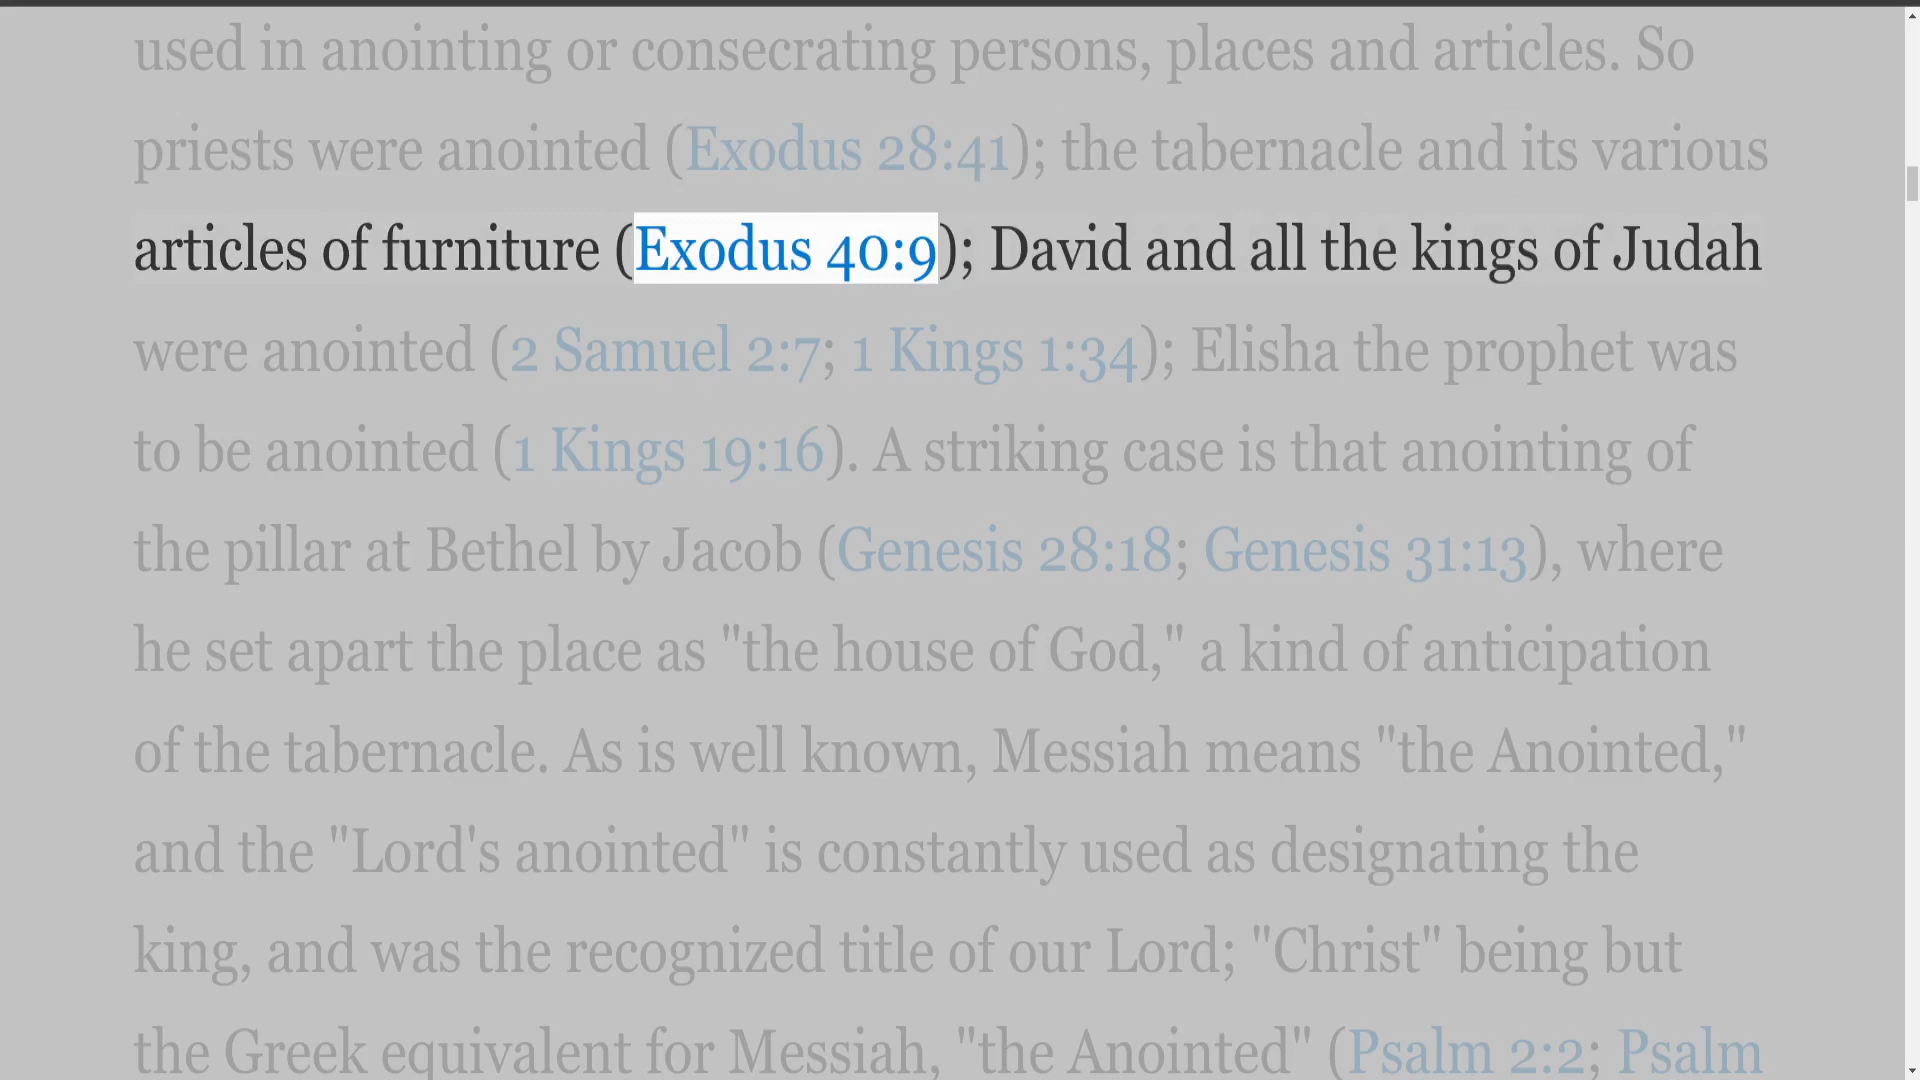 used in anointing or consecrating persons, places and articles. So
priests were anointed (Exodus 28:41); the tabernacle and its various
articles of furniture (Exodus 40:9); David and all the kings of Judah
were anointed (2 Samuel 2:7; 1 Kings 1:34); Elisha the prophet was
to be anointed (1 Kings 19:16). A striking case is that anointing of
the pillar at Bethel by Jacob (Genesis 28:18; Genesis 31:13), where
he set apart the place as "the house of God," a kind of anticipation
of the tabernacle. As is well known, Messiah means "the Anointed,"
and the "Lord's anointed" is constantly used as designating the
king, and was the recognized title of our Lord; "Christ" being but
the Greek equivalent for Messiah, "the Anointed" (Psalm 2:2; Psalm